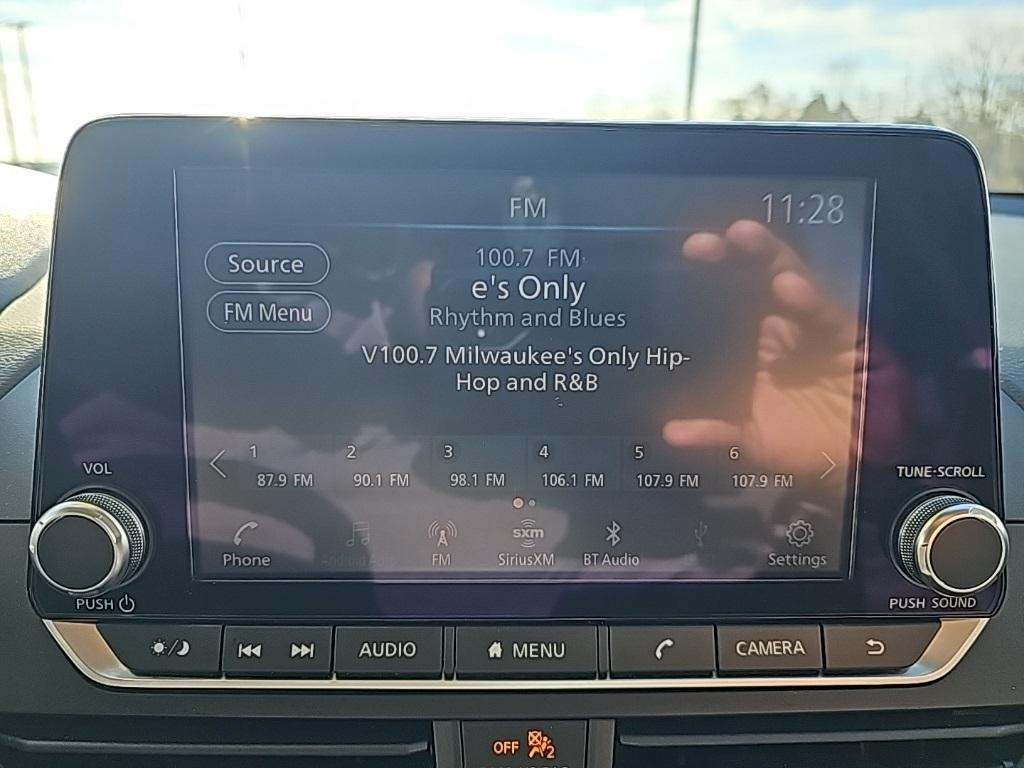 FM
11:28
Source
100.7 FM
e's Only
FM Menu
Rhythm and Blues
V100.7 Milwaukee's Only Hip-
Hop and R&B
VOL
TUNE·SCROLL
1 2 3 4 5 6
87.9 FM 90.1 FM 98.1 FM 106.1 FM 107.9 FM 107.9 FM
sxm
Phone
FM
SiriusXM
BT Audio
Settings
PUSH
PUSH SOUND
AUDIO
MENU
CAMERA
OFF
2